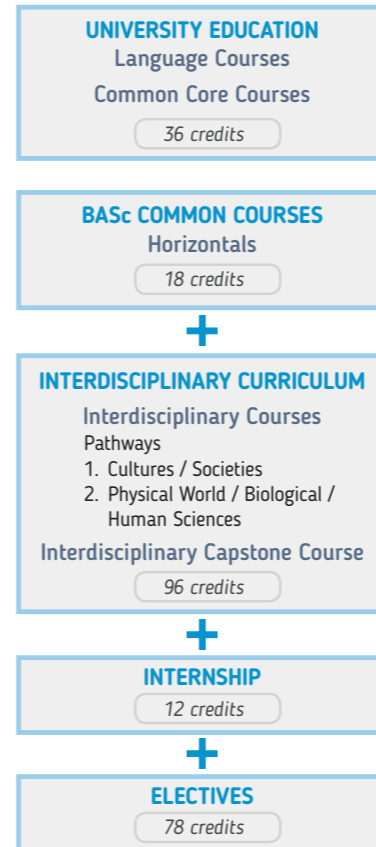 UNIVERSITY EDUCATION
Language Courses
Common Core Courses
36 credits
BASc COMMON COURSES
Horizontals
18 credits
+
INTERDISCIPLINARY CURRICULUM
Interdisciplinary Courses
Pathways
1. Cultures / Societies
2. Physical World / Biological /
Human Sciences
Interdisciplinary Capstone Course
96 credits
+
INTERNSHIP
12 credits
+
ELECTIVES
78 credits